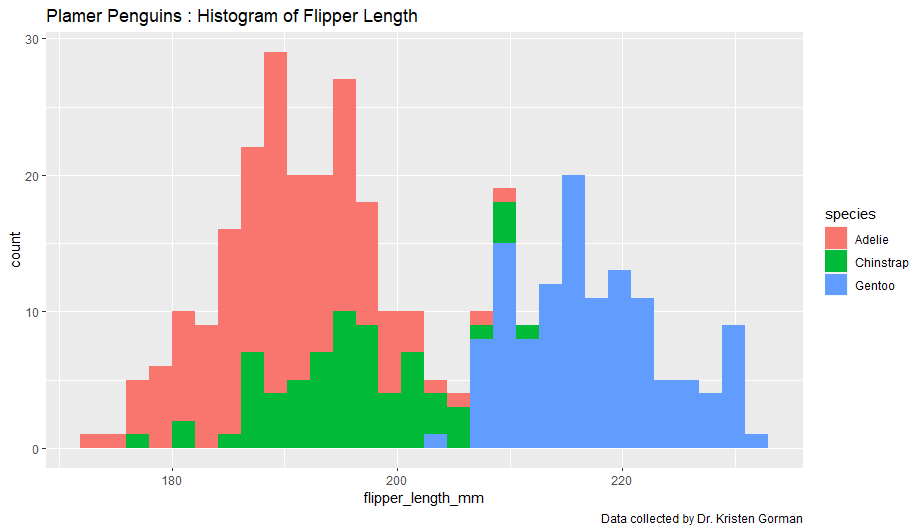 Plamer Penguins : Histogram of Flipper Length
30
20
10
0
count
180
200
220
flipper_length_mm
species
Adelie
Chinstrap
Gentoo
Data collected by Dr. Kristen Gorman